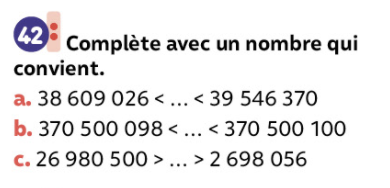 42 Complète avec un nombre qui
convient.
a. 38 609 026 < ... < 39 546 370
b. 370 500 098 < ... < 370 500 100
c. 26 980 500 > ... > 2 698 056